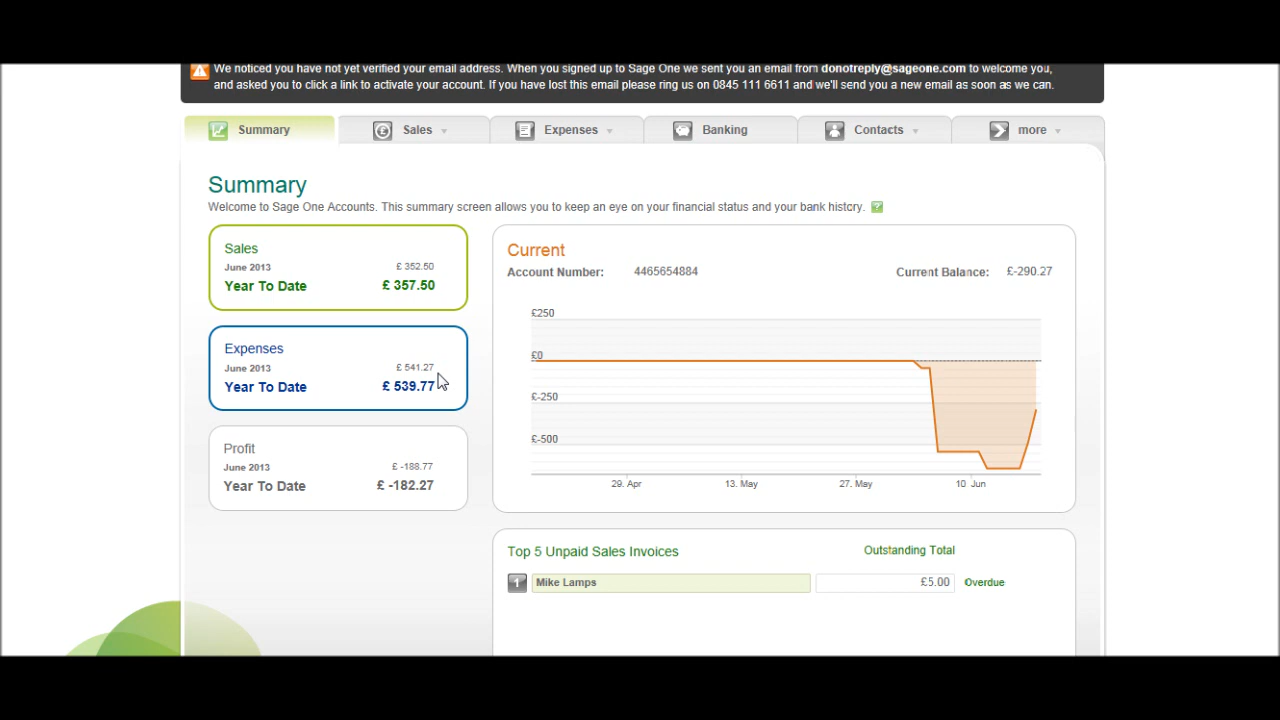 We noticed you have not yet verified your email address. When you signed up to Sage One we sent you an email from donotreply@sageone.com to welcome you,
and asked you to click a link to activate your account. If you have lost this email please ring us on 0845 111 6611 and we'll send you a new email as soon as we can.
Summary Sales Expenses Banking Contacts more
Summary
Welcome to Sage One Accounts. This summary screen allows you to keep an eye on your financial status and your bank history. ?
Sales
June 2013 £ 352.50
Year To Date £ 357.50
Expenses
June 2013 £ 541.27
Year To Date £ 539.77
Profit
June 2013 £ -188.77
Year To Date £ -182.27
Current
Account Number: 4465654884 Current Balance: £-290.27
£250
£0
£-250
£-500
29. Apr 13. May 27. May 10. Jun
Top 5 Unpaid Sales Invoices Outstanding Total
1 Mike Lamps £5.00 Overdue